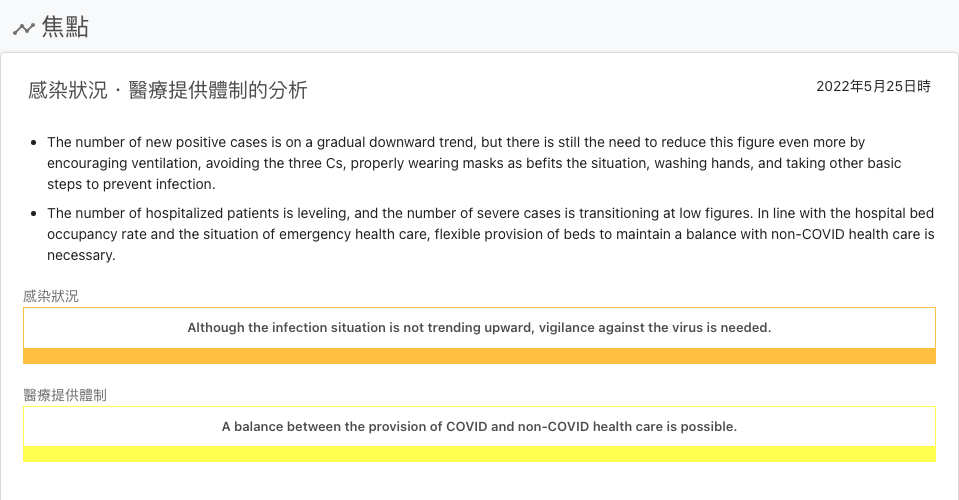 焦點
感染狀況・醫療提供體制的分析
2022年5月25日時
The number of new positive cases is on a gradual downward trend, but there is still the need to reduce this figure even more by
encouraging ventilation, avoiding the three Cs, properly wearing masks as befits the situation, washing hands, and taking other basic
steps to prevent infection.
The number of hospitalized patients is leveling, and the number of severe cases is transitioning at low figures. In line with the hospital bed
occupancy rate and the situation of emergency health care, flexible provision of beds to maintain a balance with non-COVID health care is
necessary.
感染狀況
Although the infection situation is not trending upward, vigilance against the virus is needed.
醫療提供體制
A balance between the provision of COVID and non-COVID health care is possible.